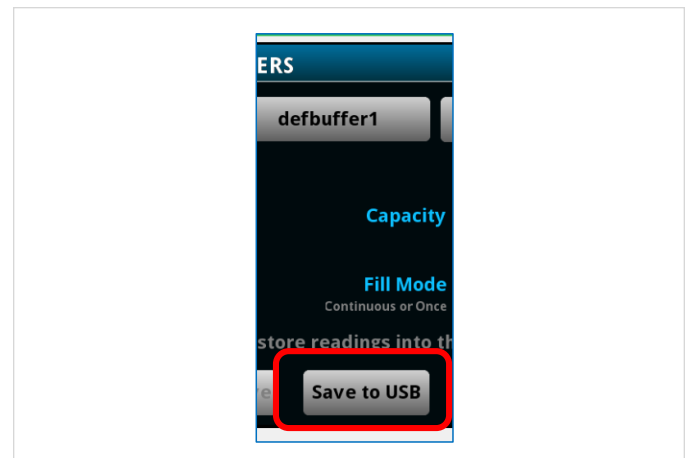 ERS
defbuffer1
Capacity
Fill Mode
Continuous or Once
store readings into th
e Save to USB